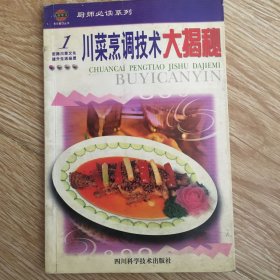 厨师必读系列
1
川菜烹调技术大揭秘
CHUANCAI PENGTIAO JISHU DAJIEMI
BUYICANYIN
四川科学技术出版社